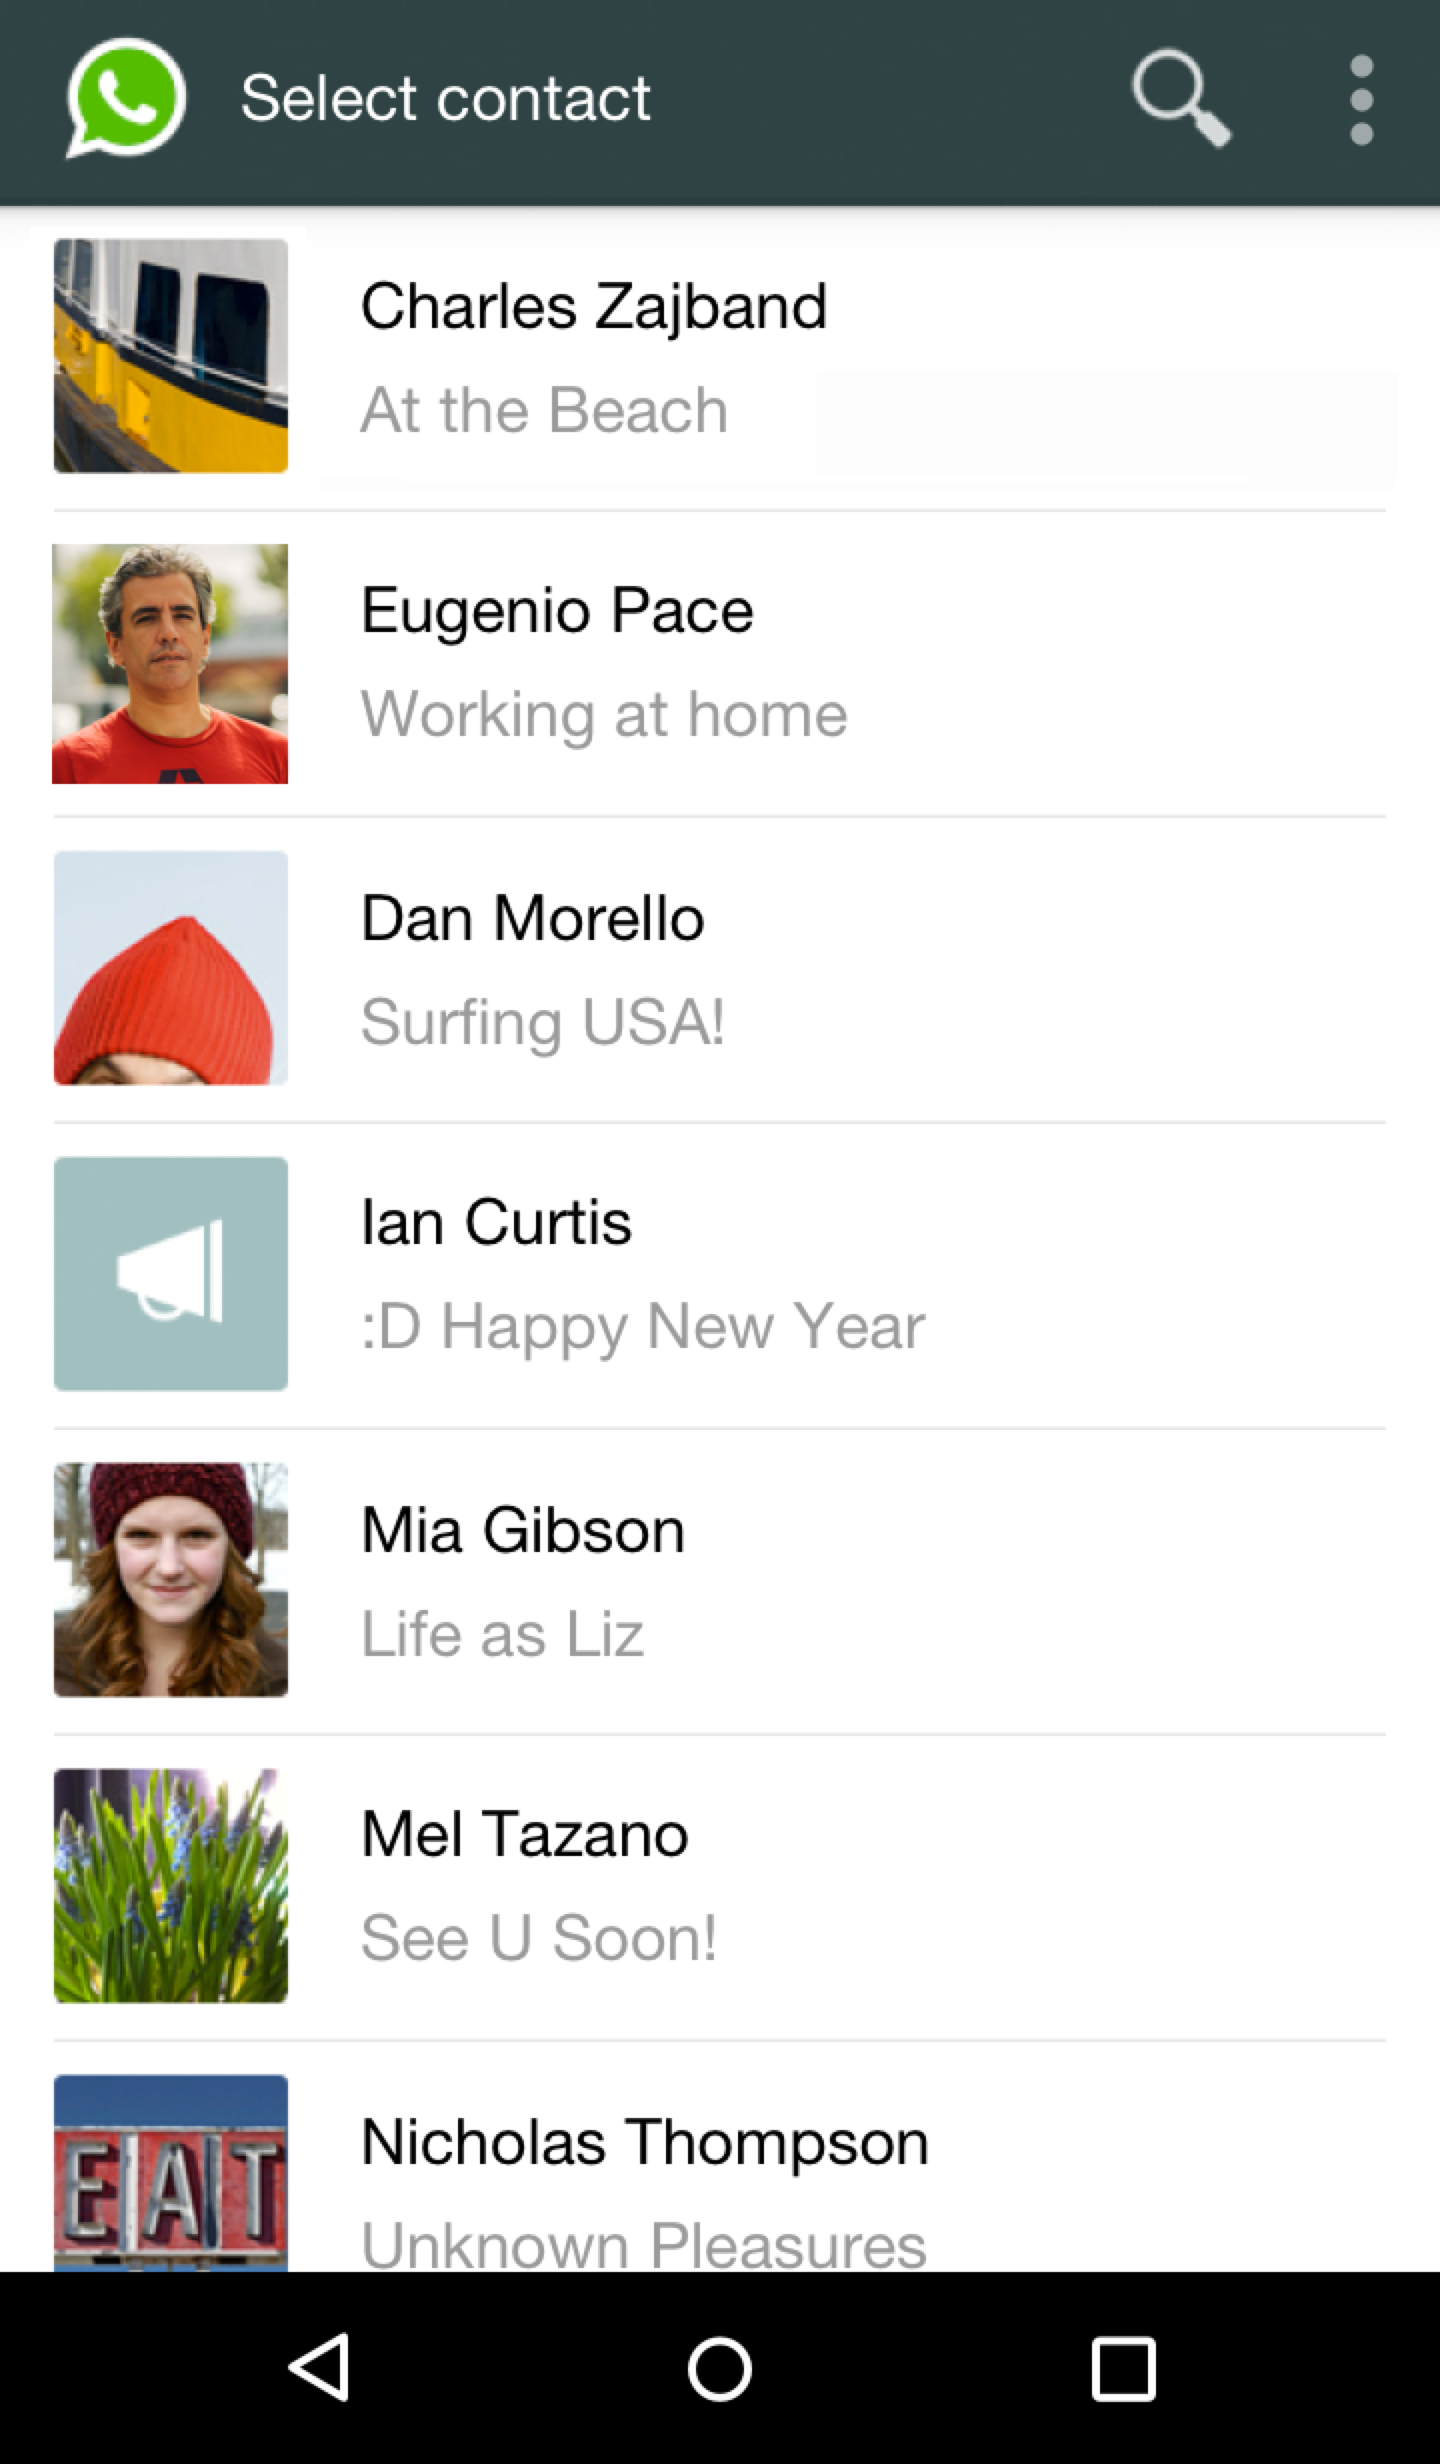 Select contact
Charles Zajband
At the Beach
Eugenio Pace
Working at home
Dan Morello
Surfing USA!
Ian Curtis
:D Happy New Year
Mia Gibson
Life as Liz
Mel Tazano
See U Soon!
EAT
Nicholas Thompson
Unknown Pleasures